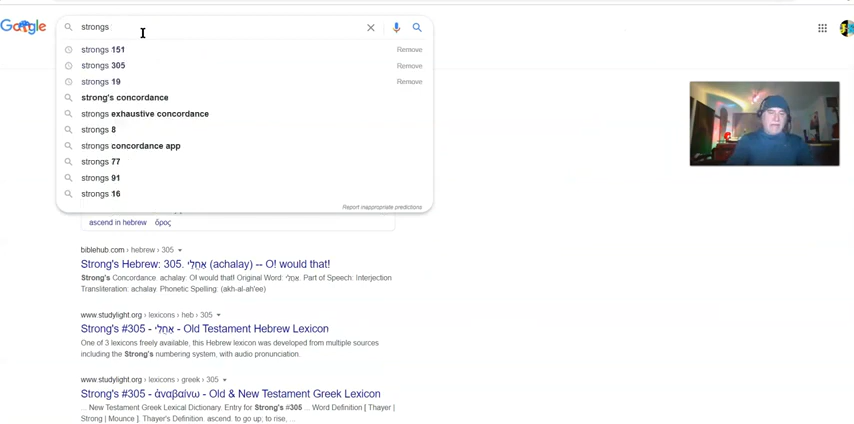 Google
strongs
strongs 151 Remove
strongs 305 Remove
strongs 19 Remove
strong's concordance
strongs exhaustive concordance
strongs 8
strongs concordance app
strongs 77
strongs 91
strongs 16
Report inappropriate predictions
ascend in hebrew ὄρος
biblehub.com › hebrew › 305
Strong's Hebrew: 305. אַחֲלַי (achalay) -- O! would that!
Strong's Concordance. achalay: O! would that! Original Word: אַחֲלַי. Part of Speech: Interjection
Transliteration: achalay. Phonetic Spelling: (akh-al-ah'ee)
www.studylight.org › lexicons › heb › 305
Strong's #305 - אַחֲלַי - Old Testament Hebrew Lexicon
One of 3 lexicons freely available, this Hebrew lexicon was developed from multiple sources
including the Strong's numbering system, with audio pronunciation.
www.studylight.org › lexicons › greek › 305
Strong's #305 - ἀναβαίνω - Old & New Testament Greek Lexicon
... New Testament Greek Lexical Dictionary. Entry for Strong's #305 ... Word Definition [ Thayer |
Strong | Mounce ]. Thayer's Definition. ascend. to go up; to rise, ...